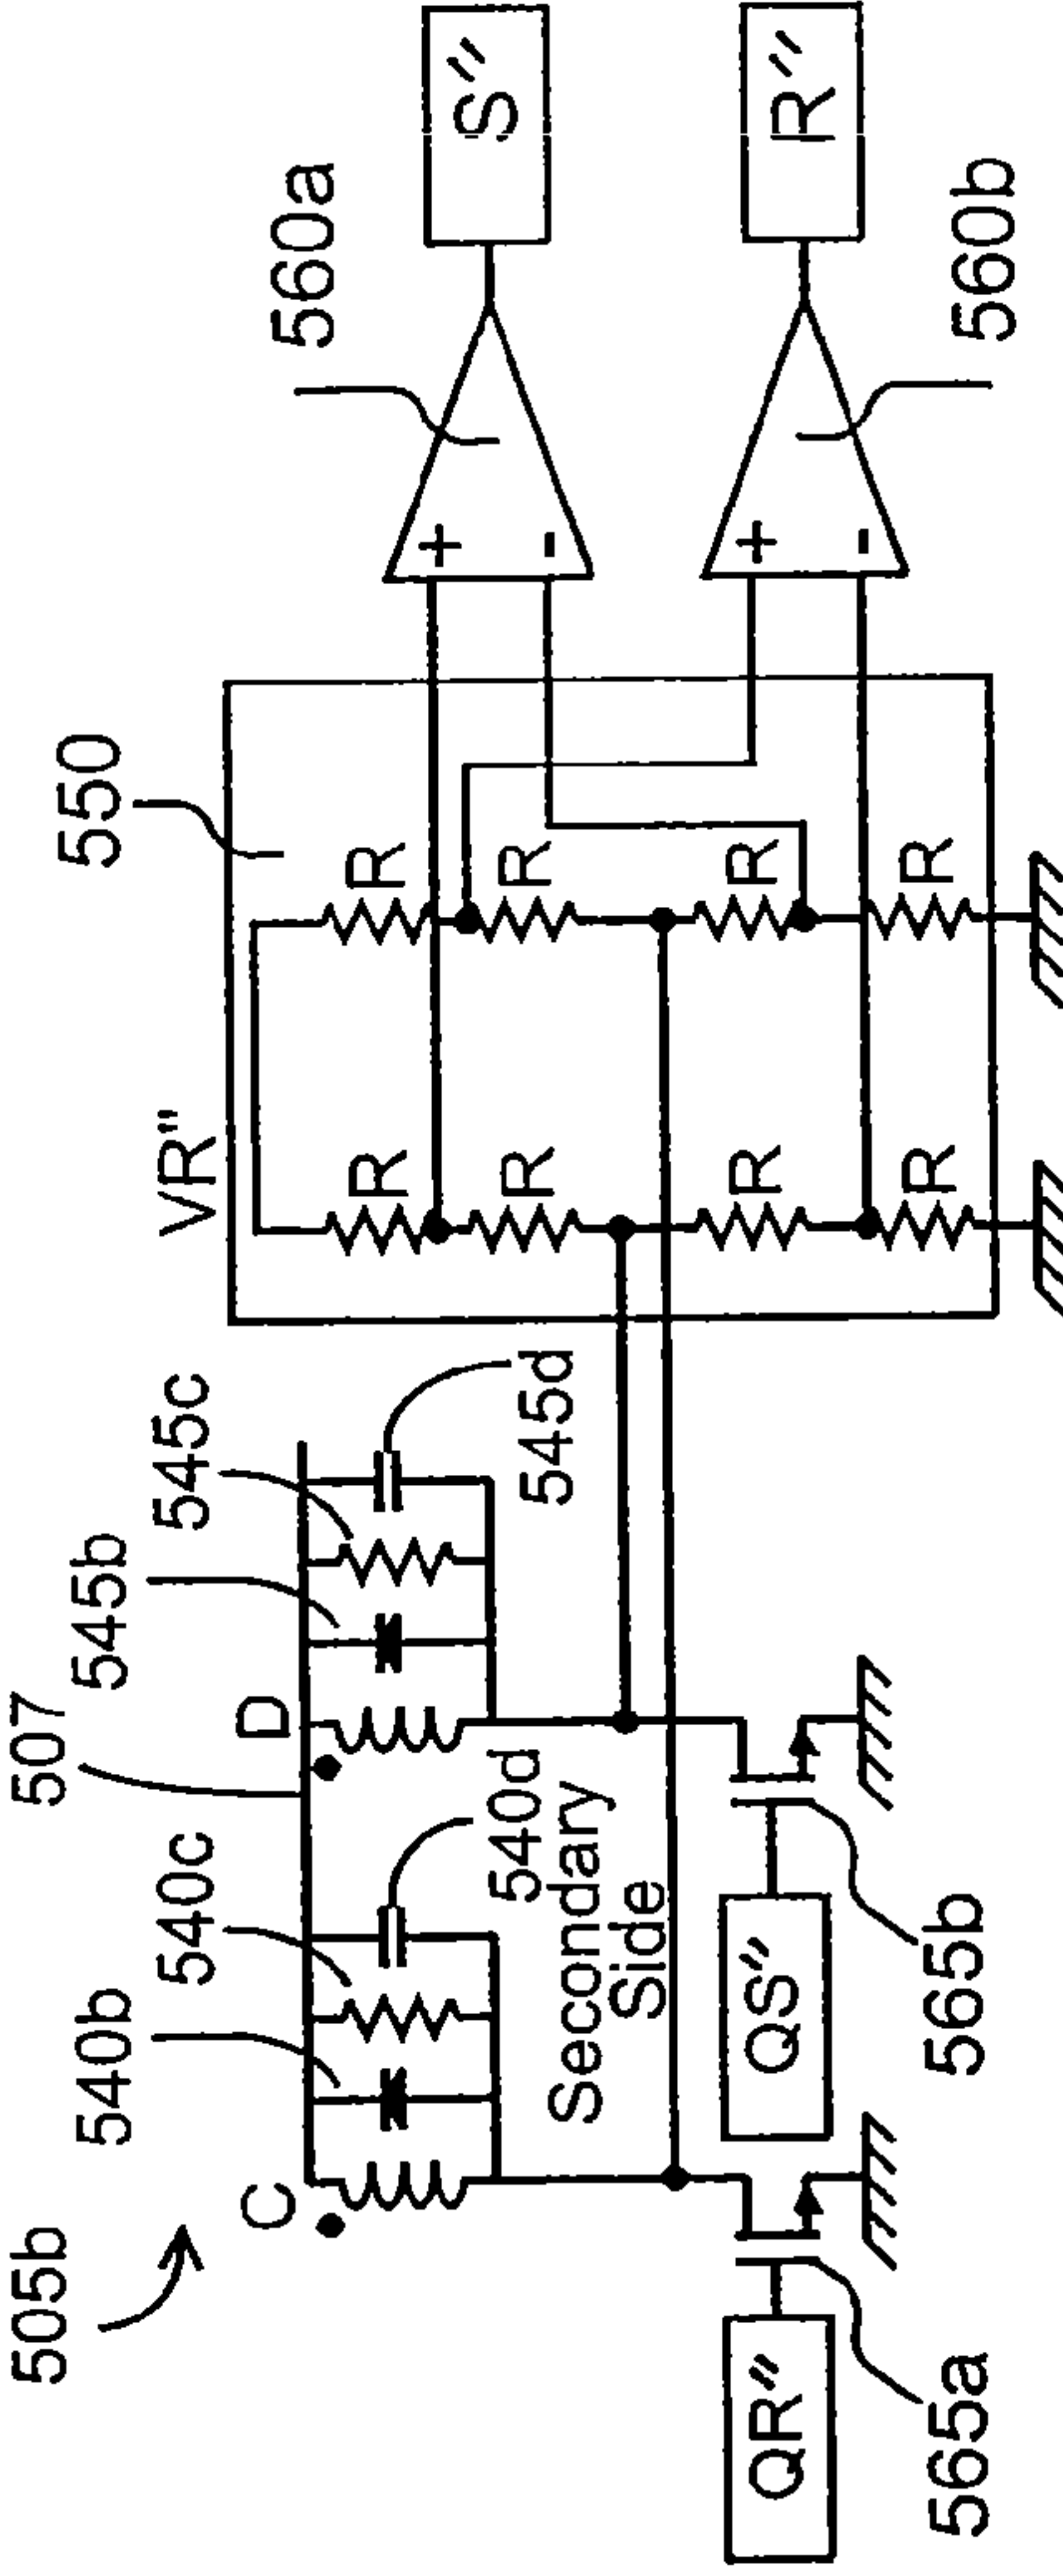 505b
C
540b
540c
540d
507
D
545b
545c
545d
Secondary
Side
QR″
565a
QS″
565b
VR"
550
R
R
R
R
R
R
R
R
+
-
560a
S″
+
-
560b
R″